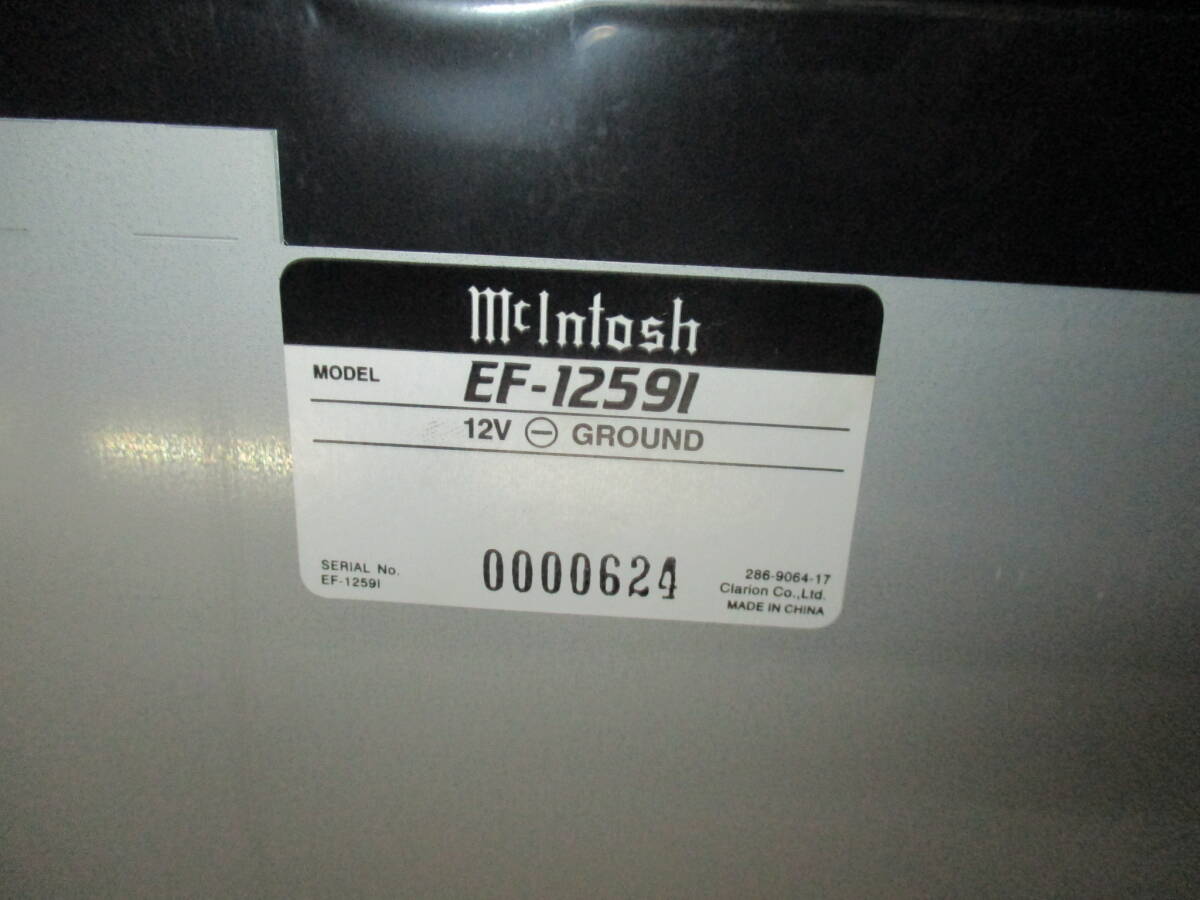 McIntosh
MODEL EF-1259I
12V ⊖ GROUND
SERIAL No.
EF-1259I
0000624
286-9064-17
Clarion Co.,Ltd.
MADE IN CHINA